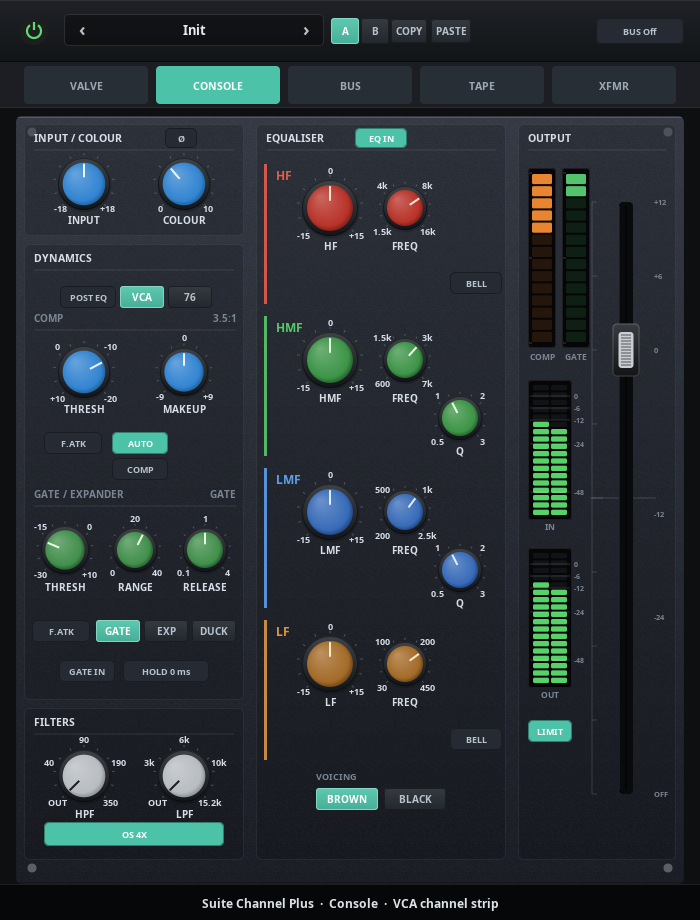 ‹ Init › A B COPY PASTE BUS Off
VALVE CONSOLE BUS TAPE XFMR
INPUT / COLOUR Ø
-18 +18 0 10
INPUT COLOUR
DYNAMICS
POST EQ VCA 76
COMP 3.5:1
0 -10 0
+10 -20 -9 +9
THRESH MAKEUP
F.ATK AUTO
COMP
GATE / EXPANDER GATE
-15 0 20 1
-30 +10 0 40 0.1 4
THRESH RANGE RELEASE
F.ATK GATE EXP DUCK
GATE IN HOLD 0 ms
FILTERS
90 6k
40 190 3k 10k
OUT 350 OUT 15.2k
HPF LPF
OS 4X
EQUALISER EQ IN
HF
0 4k 8k
-15 +15 1.5k 16k
HF FREQ
BELL
HMF
0 1.5k 3k
-15 +15 600 7k
HMF FREQ
1 2
0.5 3
Q
LMF
0 500 1k
-15 +15 200 2.5k
LMF FREQ
1 2
0.5 3
Q
LF
0 100 200
-15 +15 30 450
LF FREQ
BELL
VOICING
BROWN BLACK
OUTPUT
COMP GATE
0
-6
-12
-24
-48
IN
0
-6
-12
-24
-48
OUT
LIMIT
+12
+6
0
-12
-24
OFF
Suite Channel Plus · Console · VCA channel strip